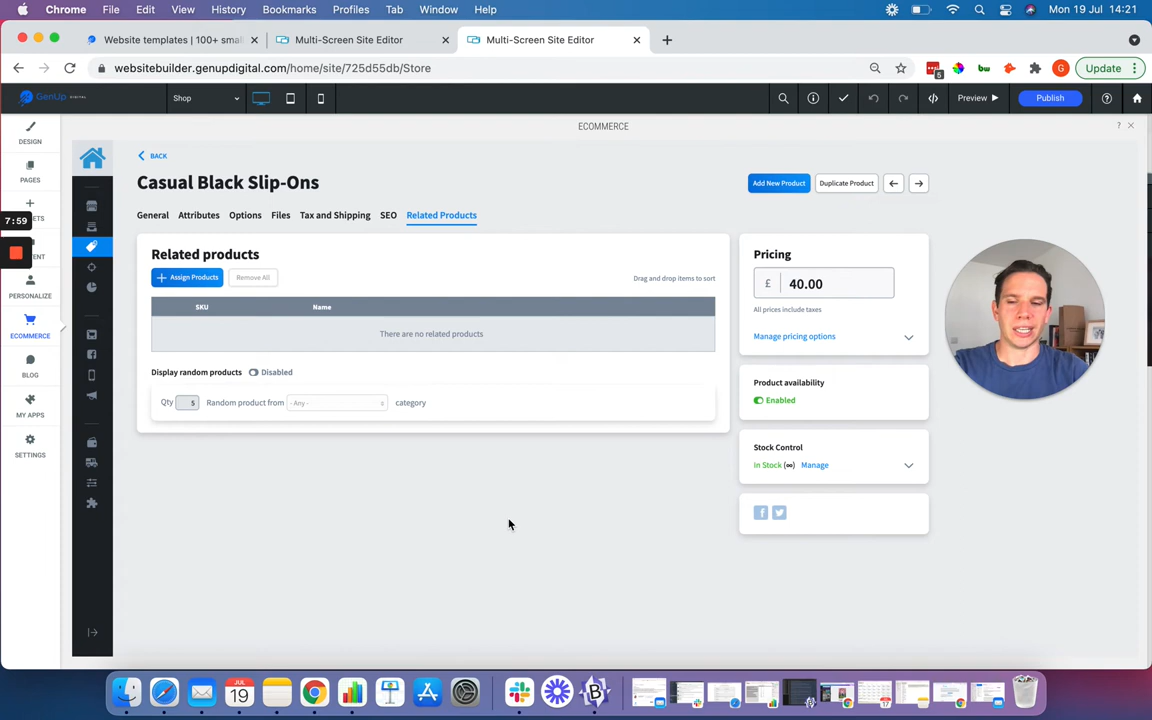 Chrome File Edit View History Bookmarks Profiles Tab Window Help Mon 19 Jul 14:21
Website templates | 100+ sma Multi-Screen Site Editor Multi-Screen Site Editor
websitebuilder.genupdigital.com/home/site/725d55db/Store 5 bw G Update
GenUp DIGITAL Shop Preview Publish
ECOMMERCE
DESIGN
PAGES
7:59
PERSONALIZE
ECOMMERCE
BLOG
MY APPS
SETTINGS
BACK
Casual Black Slip-Ons
Add New Product Duplicate Product
General Attributes Options Files Tax and Shipping SEO Related Products
Related products
+ Assign Products Remove All Drag and drop items to sort
SKU Name
There are no related products
Display random products Disabled
Qty 5 Random product from - Any - category
Pricing
£ 40.00
All prices include taxes
Manage pricing options
Product availability
Enabled
Stock Control
In Stock (∞) Manage
JUL
19
17